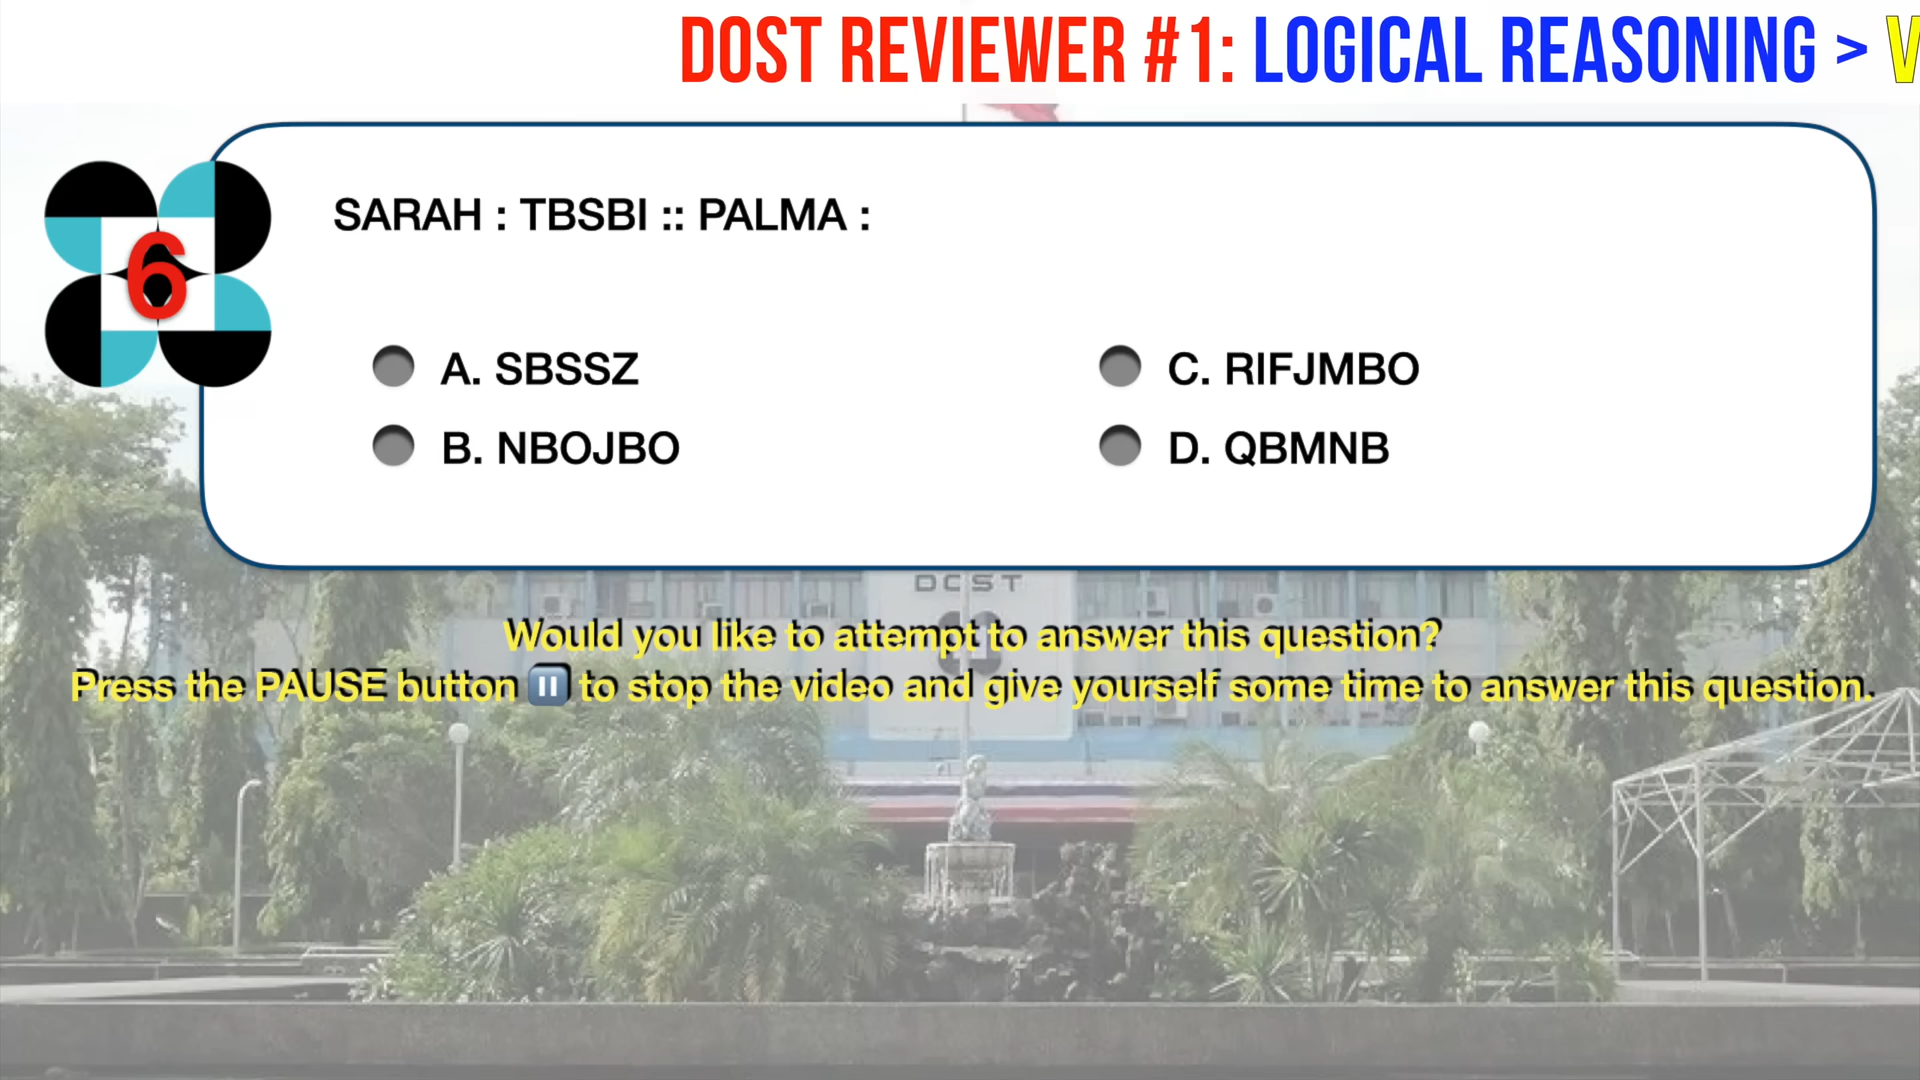 DOST REVIEWER #1: LOGICAL REASONING > V
6
SARAH : TBSBI :: PALMA :
A. SBSSZ
B. NBOJBO
C. RIFJMBO
D. QBMNB
DOST
Would you like to attempt to answer this question?
Press the PAUSE button ⏸ to stop the video and give yourself some time to answer this question.